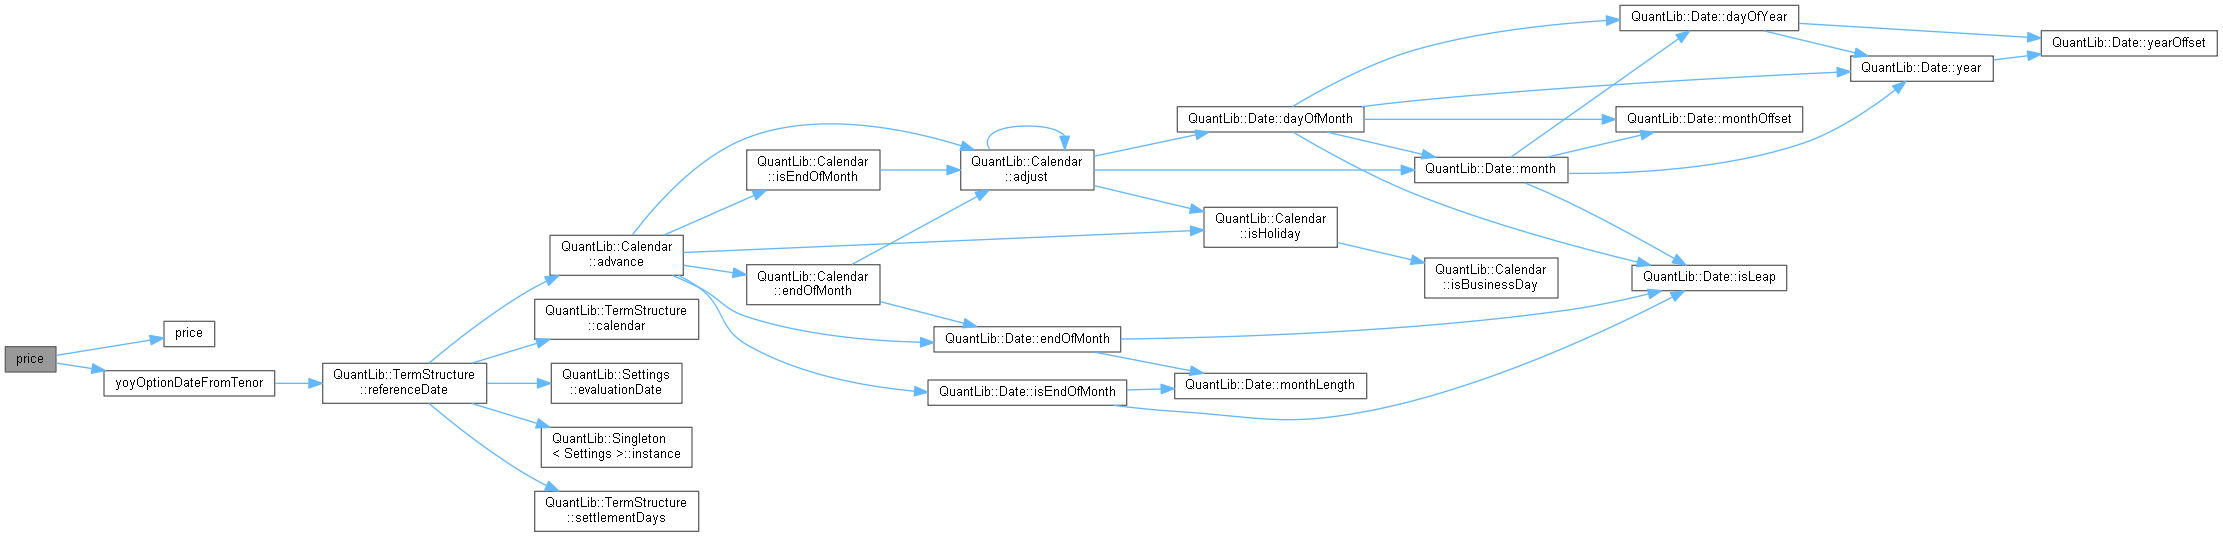 price
price
yoyOptionDateFromTenor
QuantLib::TermStructure
::referenceDate
QuantLib::Calendar
::advance
QuantLib::TermStructure
::calendar
QuantLib::Settings
::evaluationDate
QuantLib::Singleton
< Settings >::instance
QuantLib::TermStructure
::settlementDays
QuantLib::Calendar
::isEndOfMonth
QuantLib::Calendar
::endOfMonth
QuantLib::Calendar
::adjust
QuantLib::Date::endOfMonth
QuantLib::Date::isEndOfMonth
QuantLib::Date::dayOfMonth
QuantLib::Calendar
::isHoliday
QuantLib::Date::monthLength
QuantLib::Date::month
QuantLib::Calendar
::isBusinessDay
QuantLib::Date::dayOfYear
QuantLib::Date::monthOffset
QuantLib::Date::isLeap
QuantLib::Date::year
QuantLib::Date::yearOffset